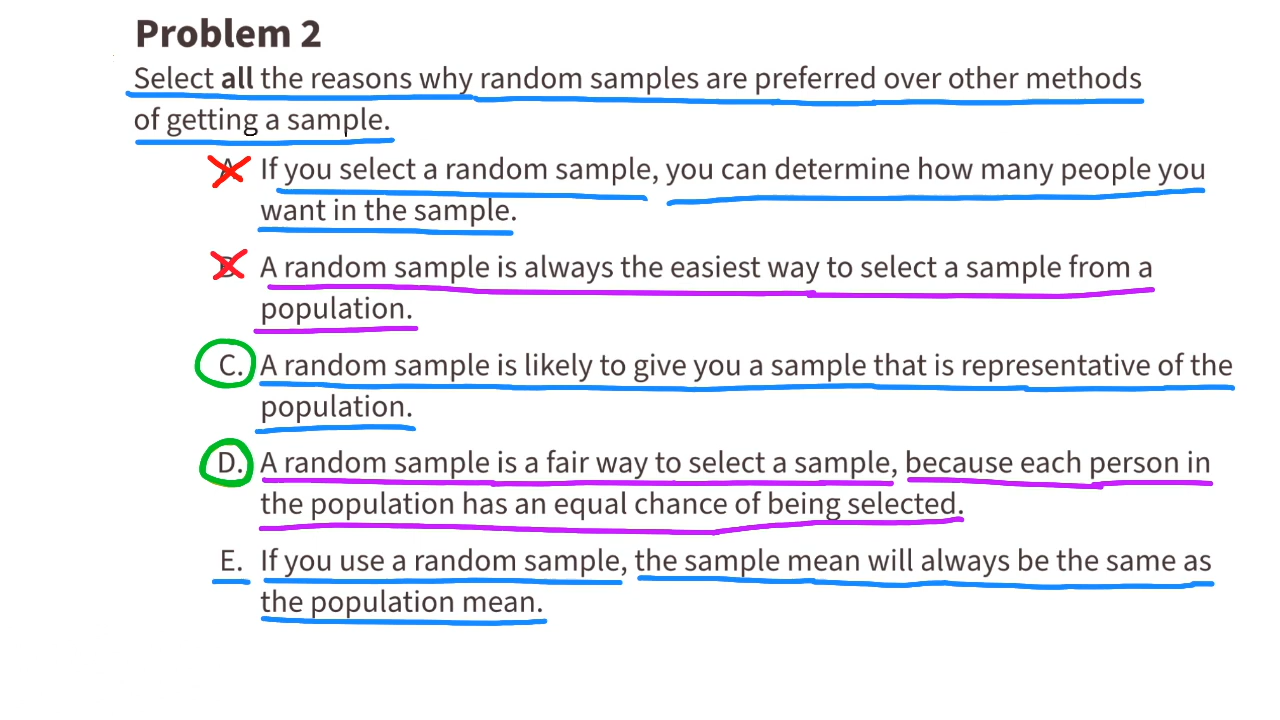 Problem 2
Select all the reasons why random samples are preferred over other methods
of getting a sample.
A. If you select a random sample, you can determine how many people you
want in the sample.
B. A random sample is always the easiest way to select a sample from a
population.
C. A random sample is likely to give you a sample that is representative of the
population.
D. A random sample is a fair way to select a sample, because each person in
the population has an equal chance of being selected.
E. If you use a random sample, the sample mean will always be the same as
the population mean.